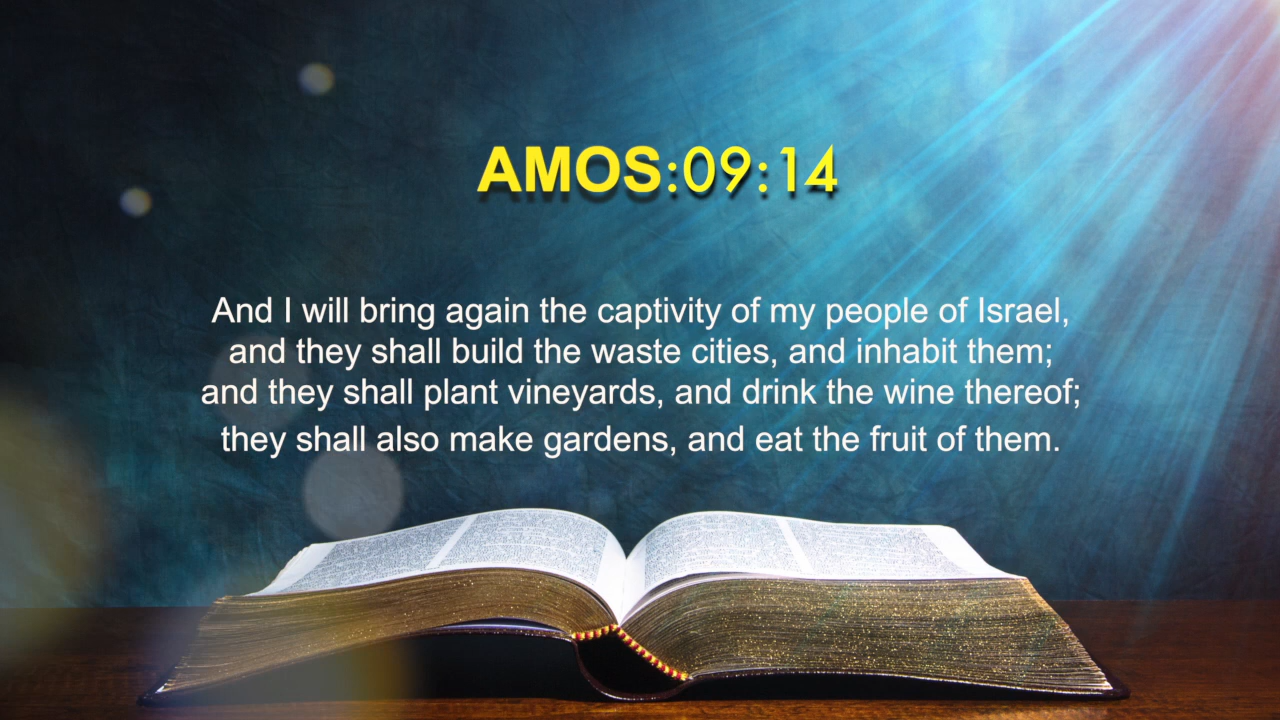 AMOS:09:14
And I will bring again the captivity of my people of Israel,
and they shall build the waste cities, and inhabit them;
and they shall plant vineyards, and drink the wine thereof;
they shall also make gardens, and eat the fruit of them.